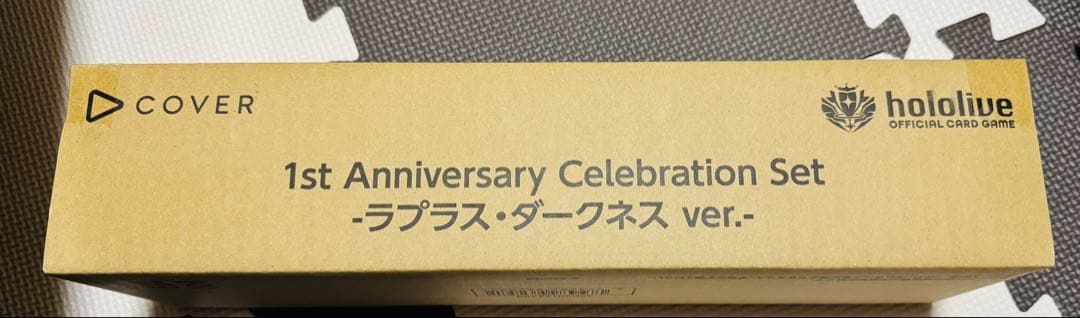 COVER
hololive
OFFICIAL CARD GAME
1st Anniversary Celebration Set
-ラプラス・ダークネス ver.-